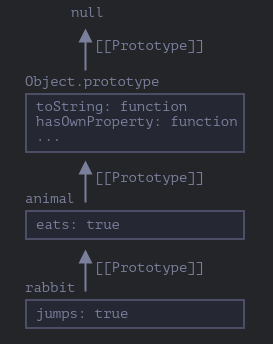 null
[[Prototype]]
Object.prototype
toString: function
hasOwnProperty: function
...
[[Prototype]]
animal
eats: true
[[Prototype]]
rabbit
jumps: true